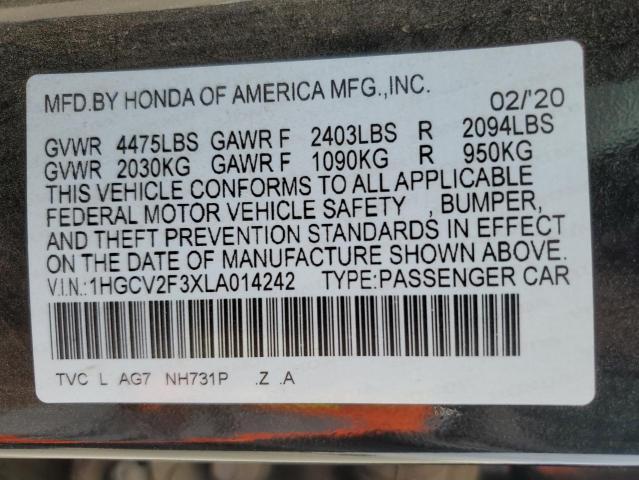 MFD.BY HONDA OF AMERICA MFG.,INC. 02/'20
GVWR 4475LBS GAWR F 2403LBS R 2094LBS
GVWR 2030KG GAWR F 1090KG R 950KG
THIS VEHICLE CONFORMS TO ALL APPLICABLE
FEDERAL MOTOR VEHICLE SAFETY , BUMPER,
AND THEFT PREVENTION STANDARDS IN EFFECT
ON THE DATE OF MANUFACTURE SHOWN ABOVE.
V.I.N.:1HGCV2F3XLA014242 TYPE:PASSENGER CAR
TVC L AG7 NH731P .Z .A